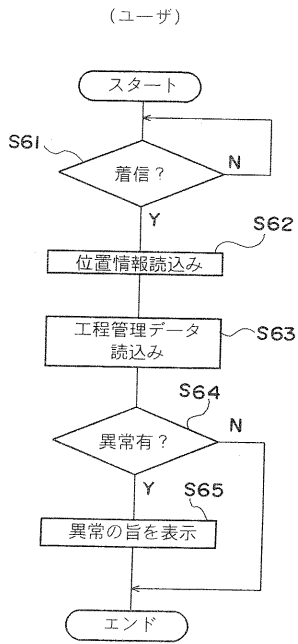 (ユーザ)
スタート
S61
着信?
N
Y
S62
位置情報読込み
工程管理データ
読込み
S63
S64
異常有?
N
Y
S65
異常の旨を表示
エンド